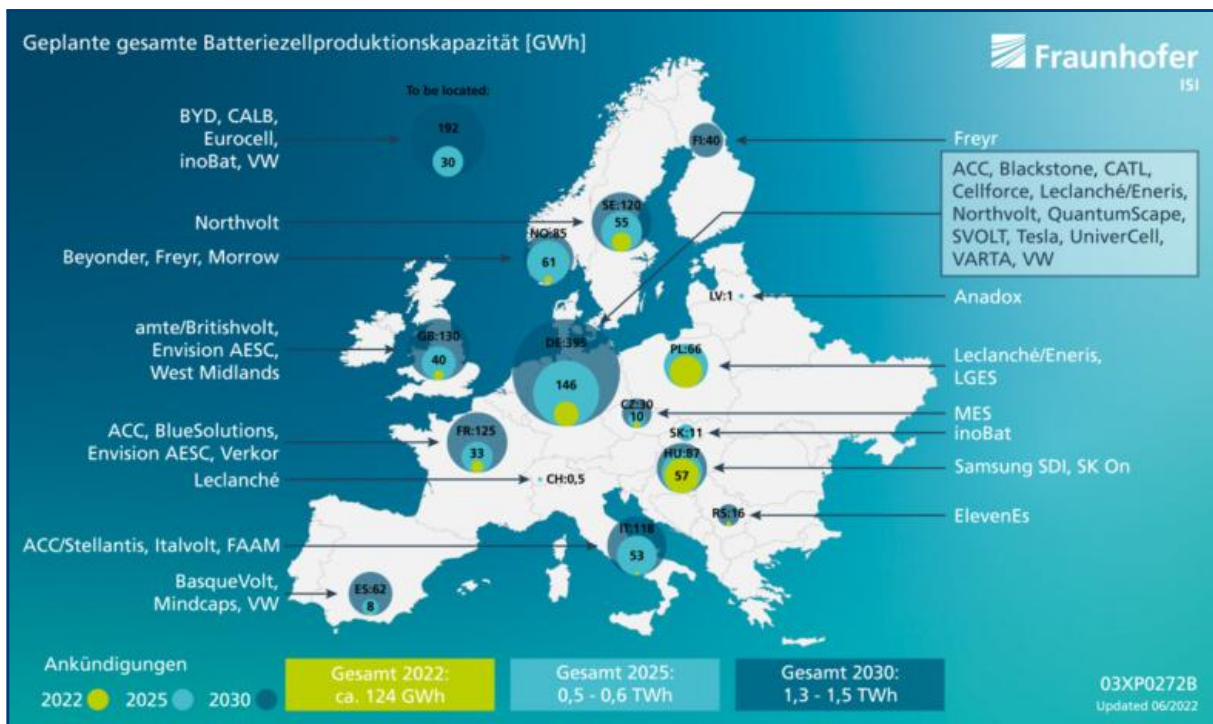 Geplante gesamte Batteriezellproduktionskapazität [GWh]
Fraunhofer
ISI
To be located:
192
30
BYD, CALB,
Eurocell,
inoBat, VW
FI:40
Freyr
ACC, Blackstone, CATL,
Cellforce, Leclanché/Eneris,
Northvolt, QuantumScape,
SVOLT, Tesla, UniverCell,
VARTA, VW
Northvolt
SE:120
55
Beyonder, Freyr, Morrow
NO:85
61
LV:1
Anadox
amte/Britishvolt,
Envision AESC,
West Midlands
GB:130
40
DE:395
146
PL:66
Leclanché/Eneris,
LGES
CZ:30
10
MES
ACC, BlueSolutions,
Envision AESC, Verkor
FR:125
33
SK:11
inoBat
HU:87
57
Samsung SDI, SK On
Leclanché
CH:0,5
RS:16
ElevenEs
ACC/Stellantis, Italvolt, FAAM
IT:118
53
BasqueVolt,
Mindcaps, VW
ES:62
8
Ankündigungen
2022
2025
2030
Gesamt 2022:
ca. 124 GWh
Gesamt 2025:
0,5 - 0,6 TWh
Gesamt 2030:
1,3 - 1,5 TWh
03XP0272B
Updated 06/2022